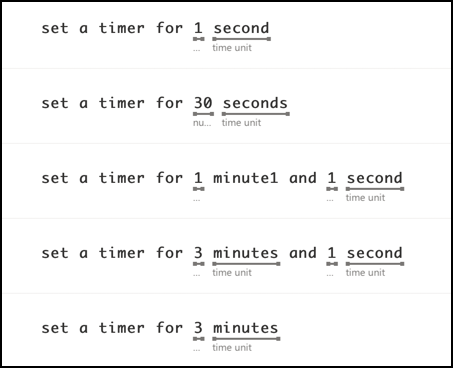 set a timer for 1 second
... time unit
set a timer for 30 seconds
nu... time unit
set a timer for 1 minute1 and 1 second
... ... time unit
set a timer for 3 minutes and 1 second
... time unit ... time unit
set a timer for 3 minutes
... time unit